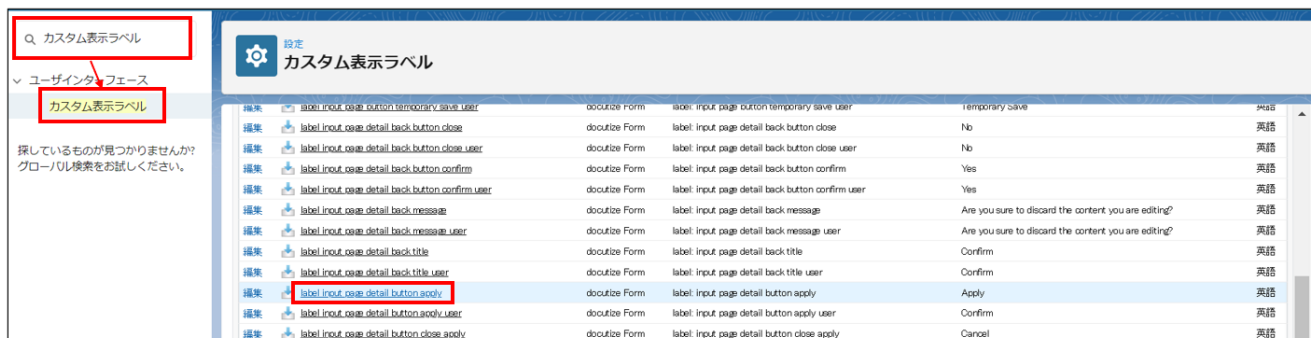 カスタム表示ラベル
ユーザインターフェース
カスタム表示ラベル
探しているものが見つかりませんか?
グローバル検索をお試しください。
設定
カスタム表示ラベル
編集 label input page button temporary save user docutize Form label: input page button temporary save user Temporary Save 英語
編集 label input page detail back button close docutize Form label: input page detail back button close No 英語
編集 label input page detail back button close user docutize Form label: input page detail back button close user No 英語
編集 label input page detail back button confirm docutize Form label: input page detail back button confirm Yes 英語
編集 label input page detail back button confirm user docutize Form label: input page detail back button confirm user Yes 英語
編集 label input page detail back message docutize Form label: input page detail back message Are you sure to discard the content you are editing? 英語
編集 label input page detail back message user docutize Form label: input page detail back message user Are you sure to discard the content you are editing? 英語
編集 label input page detail back title docutize Form label: input page detail back title Confirm 英語
編集 label input page detail back title user docutize Form label: input page detail back title user Confirm 英語
編集 label input page detail button apply docutize Form label: input page detail button apply Apply 英語
編集 label input page detail button apply user docutize Form label: input page detail button apply user Confirm 英語
編集 label input page detail button close apply docutize Form label: input page detail button close apply Cancel 英語